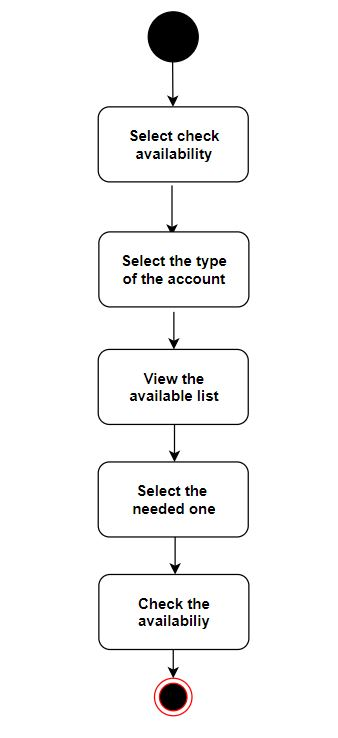 Select check
availability
Select the type
of the account
View the
available list
Select the
needed one
Check the
availabiliy